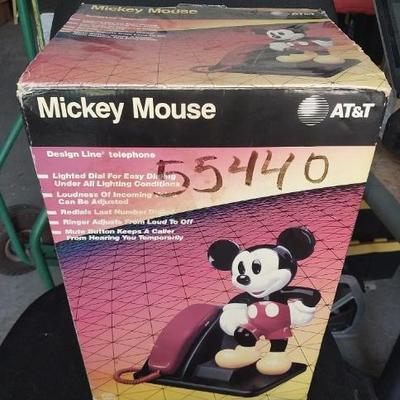 Mickey Mouse
Mickey Mouse
AT&T
Design Line® telephone
55440
Lighted Dial For Easy Dialing
Under All Lighting Conditions
Loudness Of Incoming
Can Be Adjusted
Redials Last Number
Ringer Adjusts From Loud To Off
Mute Button Keeps A Caller
From Hearing You Temporarily